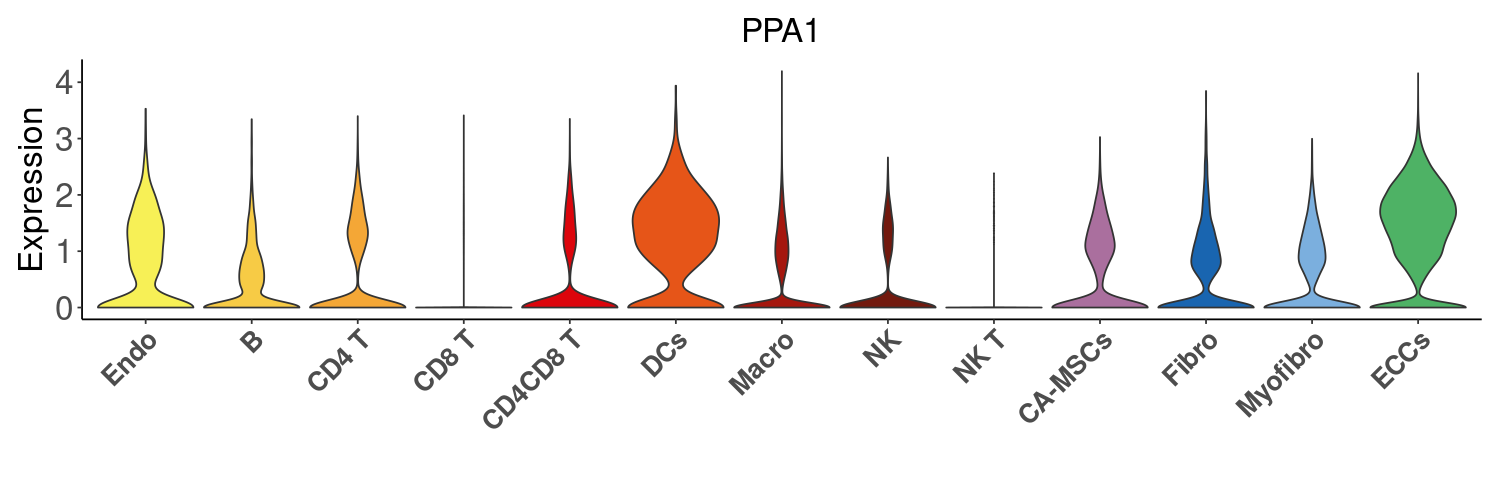 PPA1
Expression
4
3
2
1
0
Endo
B
CD4 T
CD8 T
CD4CD8 T
DCs
Macro
NK
NK T
CA-MSCs
Fibro
Myofibro
ECCs